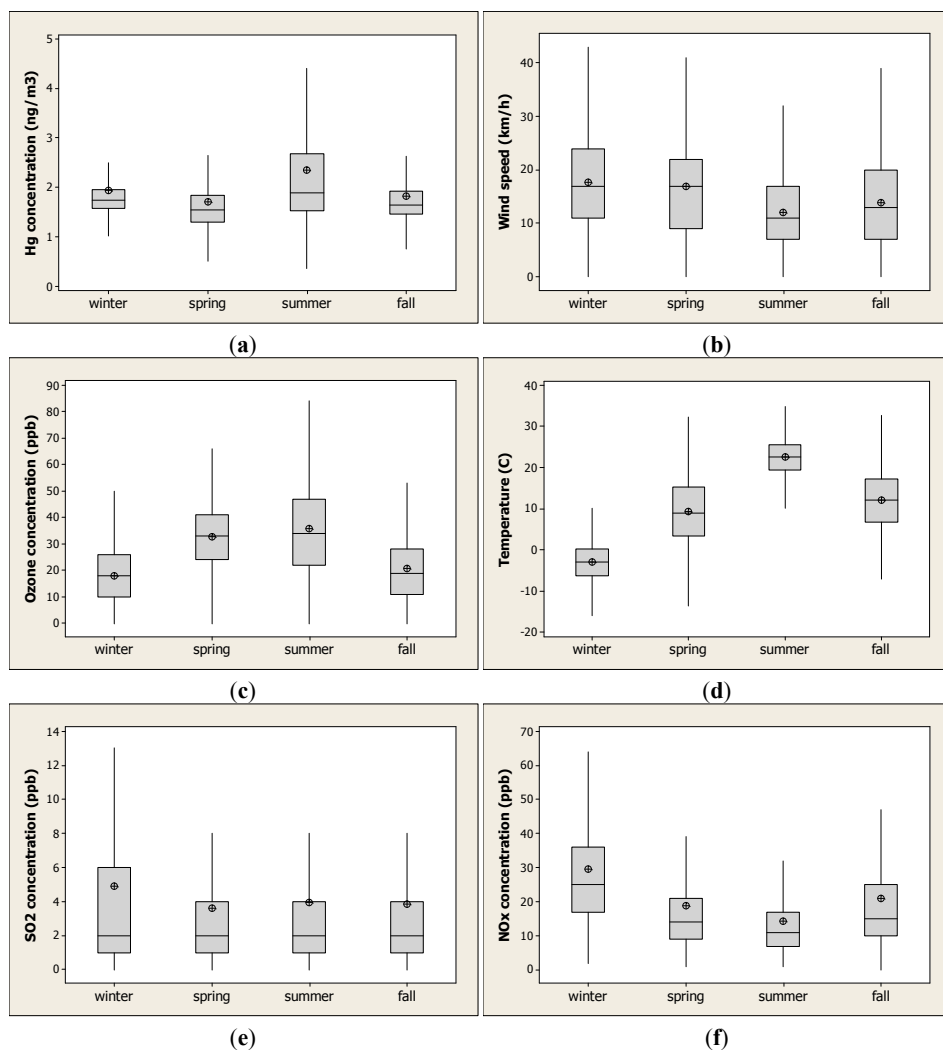 Hg concentration (ng/m3)
5
4
3
2
1
0
winter spring summer fall
(a)
Wind speed (km/h)
40
30
20
10
0
winter spring summer fall
(b)
Ozone concentration (ppb)
90
80
70
60
50
40
30
20
10
0
winter spring summer fall
(c)
Temperature (C)
40
30
20
10
0
-10
-20
winter spring summer fall
(d)
SO2 concentration (ppb)
14
12
10
8
6
4
2
0
winter spring summer fall
(e)
NOx concentration (ppb)
70
60
50
40
30
20
10
0
winter spring summer fall
(f)